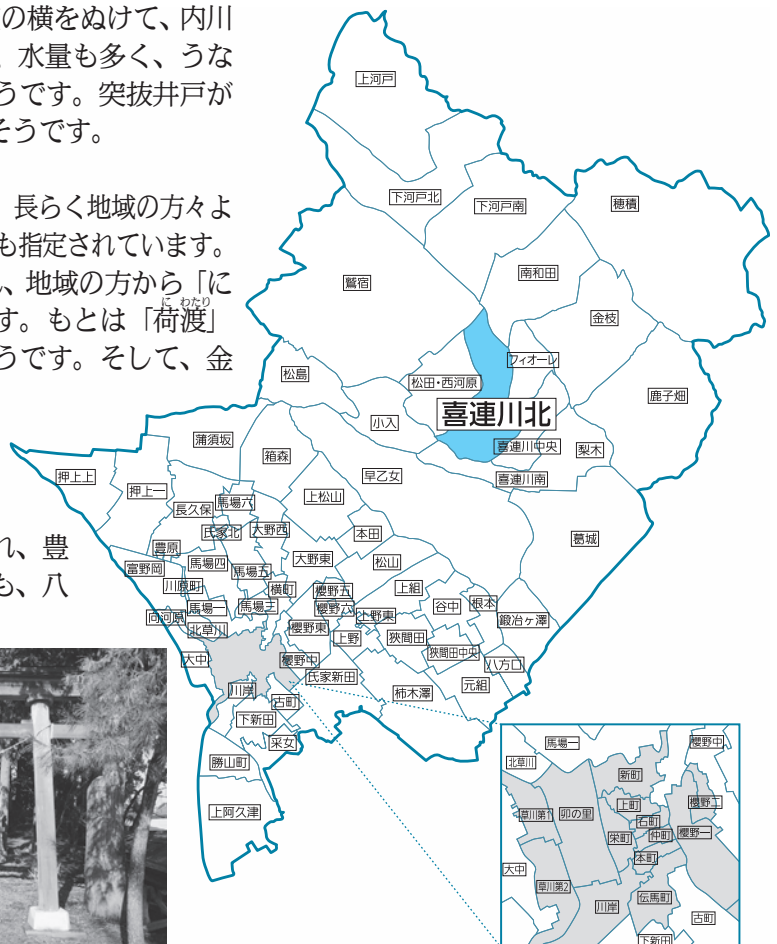 の横をぬけて、内川
水量も多く、うな
うです。突抜井戸が
そうです。
長らく地域の方々よ
も指定されています。
、地域の方から「に
す。もとは「荷渡」
に わたり
うです。そして、金
れ、豊
も、八
上河戸
下河戸北
下河戸南
穂積
鷲宿
南和田
金枝
フィオーレ
松島
松田・西河原
鹿子畑
喜連川北
小入
蒲須坂
喜連川中央
梨木
箱森
押上上
早乙女
喜連川南
押上一
上松山
馬場六
長久保
氏家北
大野西
本田
葛城
豊原
大野東
馬場四
松山
富野岡
馬場五
川原町
横町
櫻野五
上組
馬場一
馬場三
櫻野六
谷中
根本
向河原
上野東
鍛冶ヶ澤
北草川
櫻野東
上野
狹間田
狹間田中央
大中
櫻野中
八方口
氏家新田
元組
川岸
柿木澤
古町
下新田
采女
勝山町
上阿久津
馬場一
櫻野中
北草川
新町
上町
櫻野二
草川第1
卯の里
石町
栄町
仲町
櫻野一
本町
大中
草川第2
伝馬町
川岸
古町
下新田